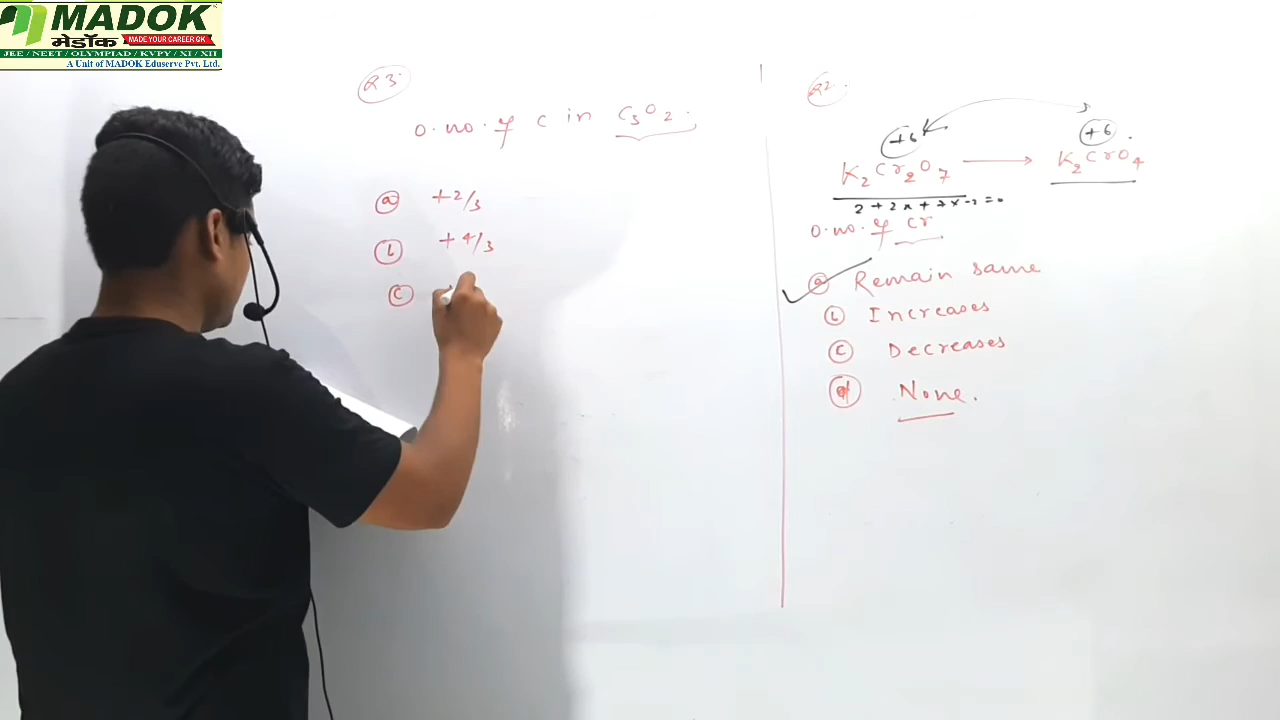 MADOK
मेडॉक MADE YOUR CAREER GK
JEE / NEET / OLYMPIAD / KVPY / XI / XII
A Unit of MADOK Eduserve Pvt. Ltd.
Q3.
O. no. of C in C3O2.
a +2/3
b +4/3
c
Q2.
+6 +6.
K2Cr2O7 → K2CrO4
2 + 2x + 7x-2 = 0
O. no. of Cr
a Remain same
b Increases
c Decreases
d None.